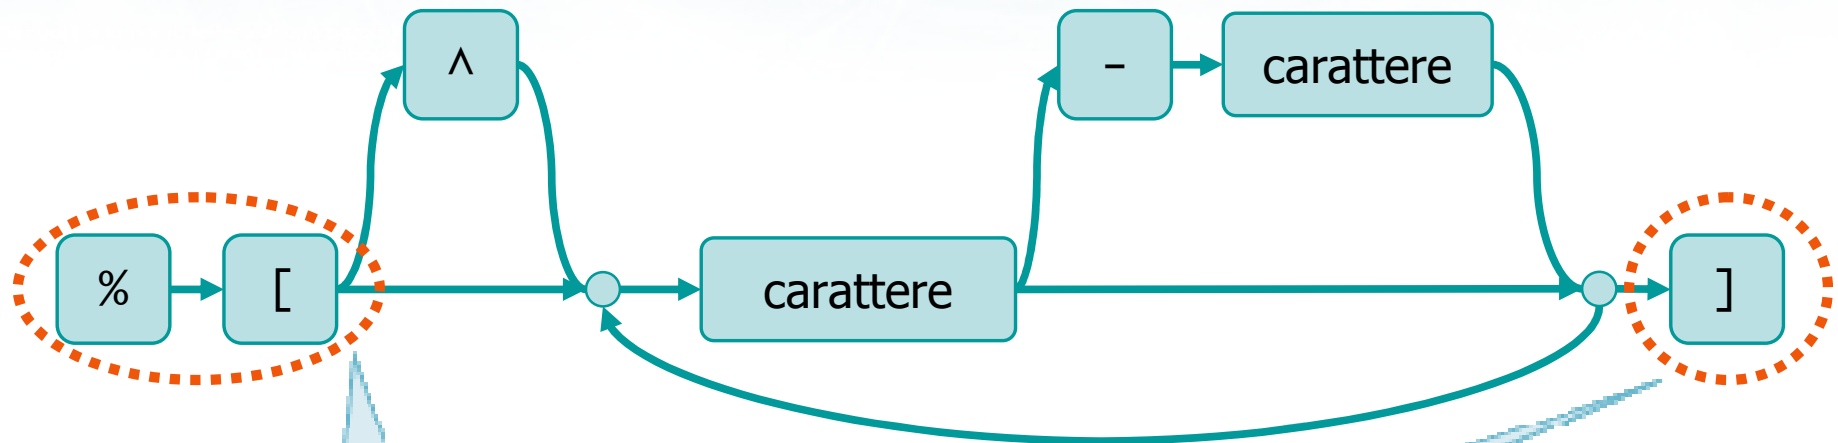 ^ - carattere
% [ carattere ]